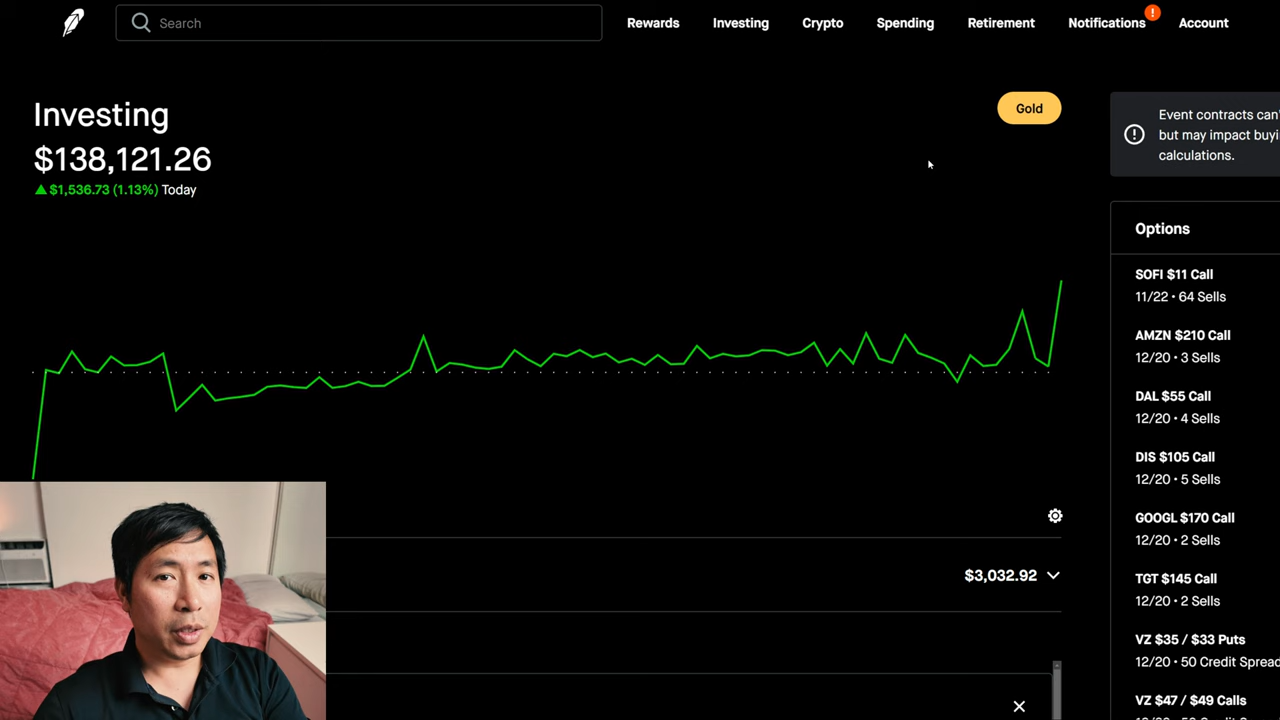 Search
Rewards
Investing
Crypto
Spending
Retirement
Notifications
!
Account
Investing
$138,121.26
$1,536.73 (1.13%) Today
Gold
Event contracts can'
but may impact buyi
calculations.
Options
SOFI $11 Call
11/22 • 64 Sells
AMZN $210 Call
12/20 • 3 Sells
DAL $55 Call
12/20 • 4 Sells
DIS $105 Call
12/20 • 5 Sells
GOOGL $170 Call
12/20 • 2 Sells
TGT $145 Call
12/20 • 2 Sells
VZ $35 / $33 Puts
12/20 • 50 Credit Spread
VZ $47 / $49 Calls
$3,032.92